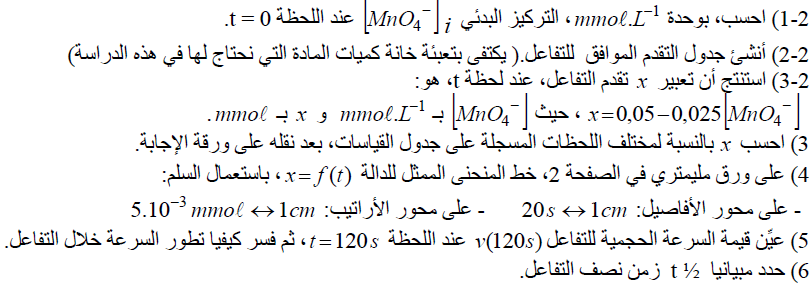 1-2) احسب، بوحدة mmol.L⁻¹، التركيز البدئي [MnO₄⁻]ᵢ عند اللحظة t = 0.
2-2) أنشئ جدول التقدم الموافق للتفاعل.( يكتفى بتعبئة خانة كميات المادة التي نحتاج لها في هذه الدراسة)
3-2) استنتج أن تعبير x تقدم التفاعل، عند لحظة t، هو:
x=0,05−0,025[MnO₄⁻] ، حيث [MnO₄⁻] بـ mmol.L⁻¹ و x بـ mmol.
3) احسب x بالنسبة لمختلف اللحظات المسجلة على جدول القياسات، بعد نقله على ورقة الإجابة.
4) على ورق مليمتري في الصفحة 2، خط المنحنى الممثل للدالة x=f(t)، باستعمال السلم:
- على محور الأفاصيل: 20s↔1cm - على محور الأراتيب: 5.10⁻³ mmol↔1cm
5) عيّن قيمة السرعة الحجمية للتفاعل v(120s) عند اللحظة t=120s، ثم فسر كيفيا تطور السرعة خلال التفاعل.
6) حدد مبيانيا t ½ زمن نصف التفاعل.